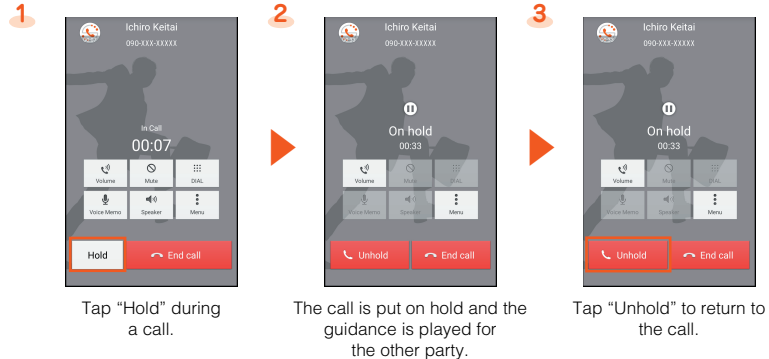 1
Ichiro Keitai
090-XXX-XXXXX
In Call
00:07
Volume
Mute
DIAL
Voice Memo
Speaker
Menu
Hold
End call
Tap “Hold” during
a call.
2
Ichiro Keitai
090-XXX-XXXXX
On hold
00:33
Volume
Mute
DIAL
Voice Memo
Speaker
Menu
Unhold
End call
The call is put on hold and the
guidance is played for
the other party.
3
Ichiro Keitai
090-XXX-XXXXX
On hold
00:33
Volume
Mute
DIAL
Voice Memo
Speaker
Menu
Unhold
End call
Tap “Unhold” to return to
the call.